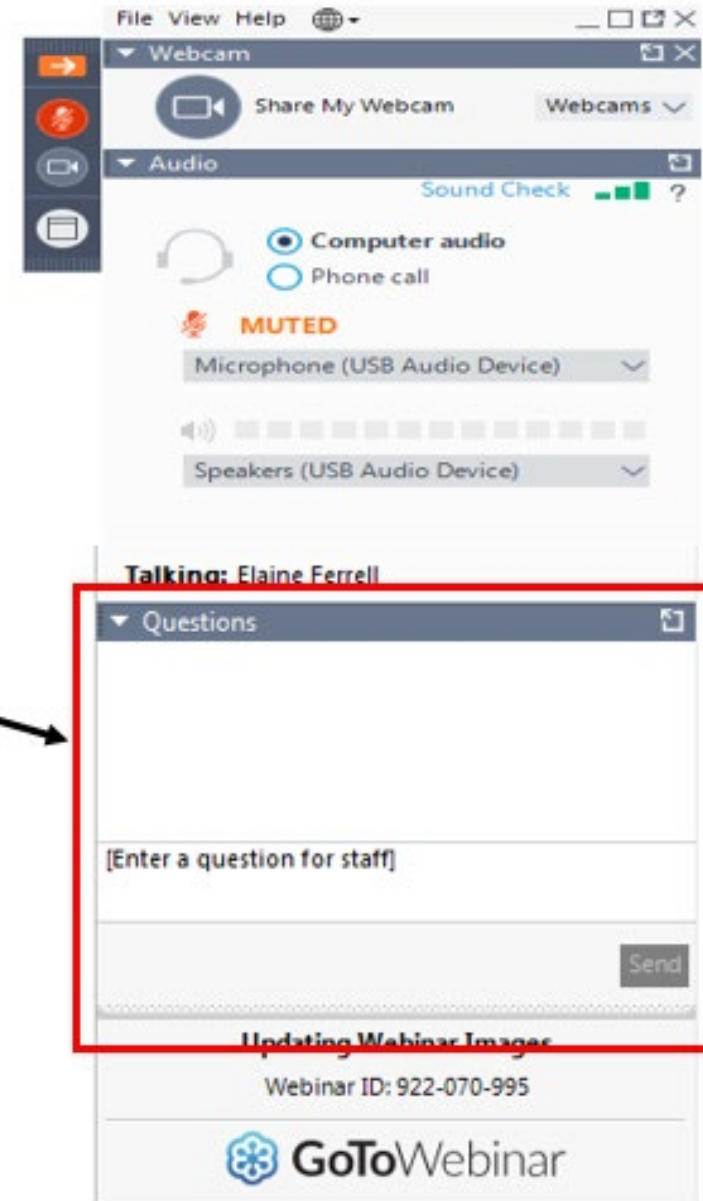 File View Help
Webcam
Share My Webcam Webcams
Audio
Sound Check ?
Computer audio
Phone call
MUTED
Microphone (USB Audio Device)
Speakers (USB Audio Device)
Talking: Elaine Ferrell
Questions
[Enter a question for staff]
Send
Updating Webinar Images
Webinar ID: 922-070-995
GoToWebinar